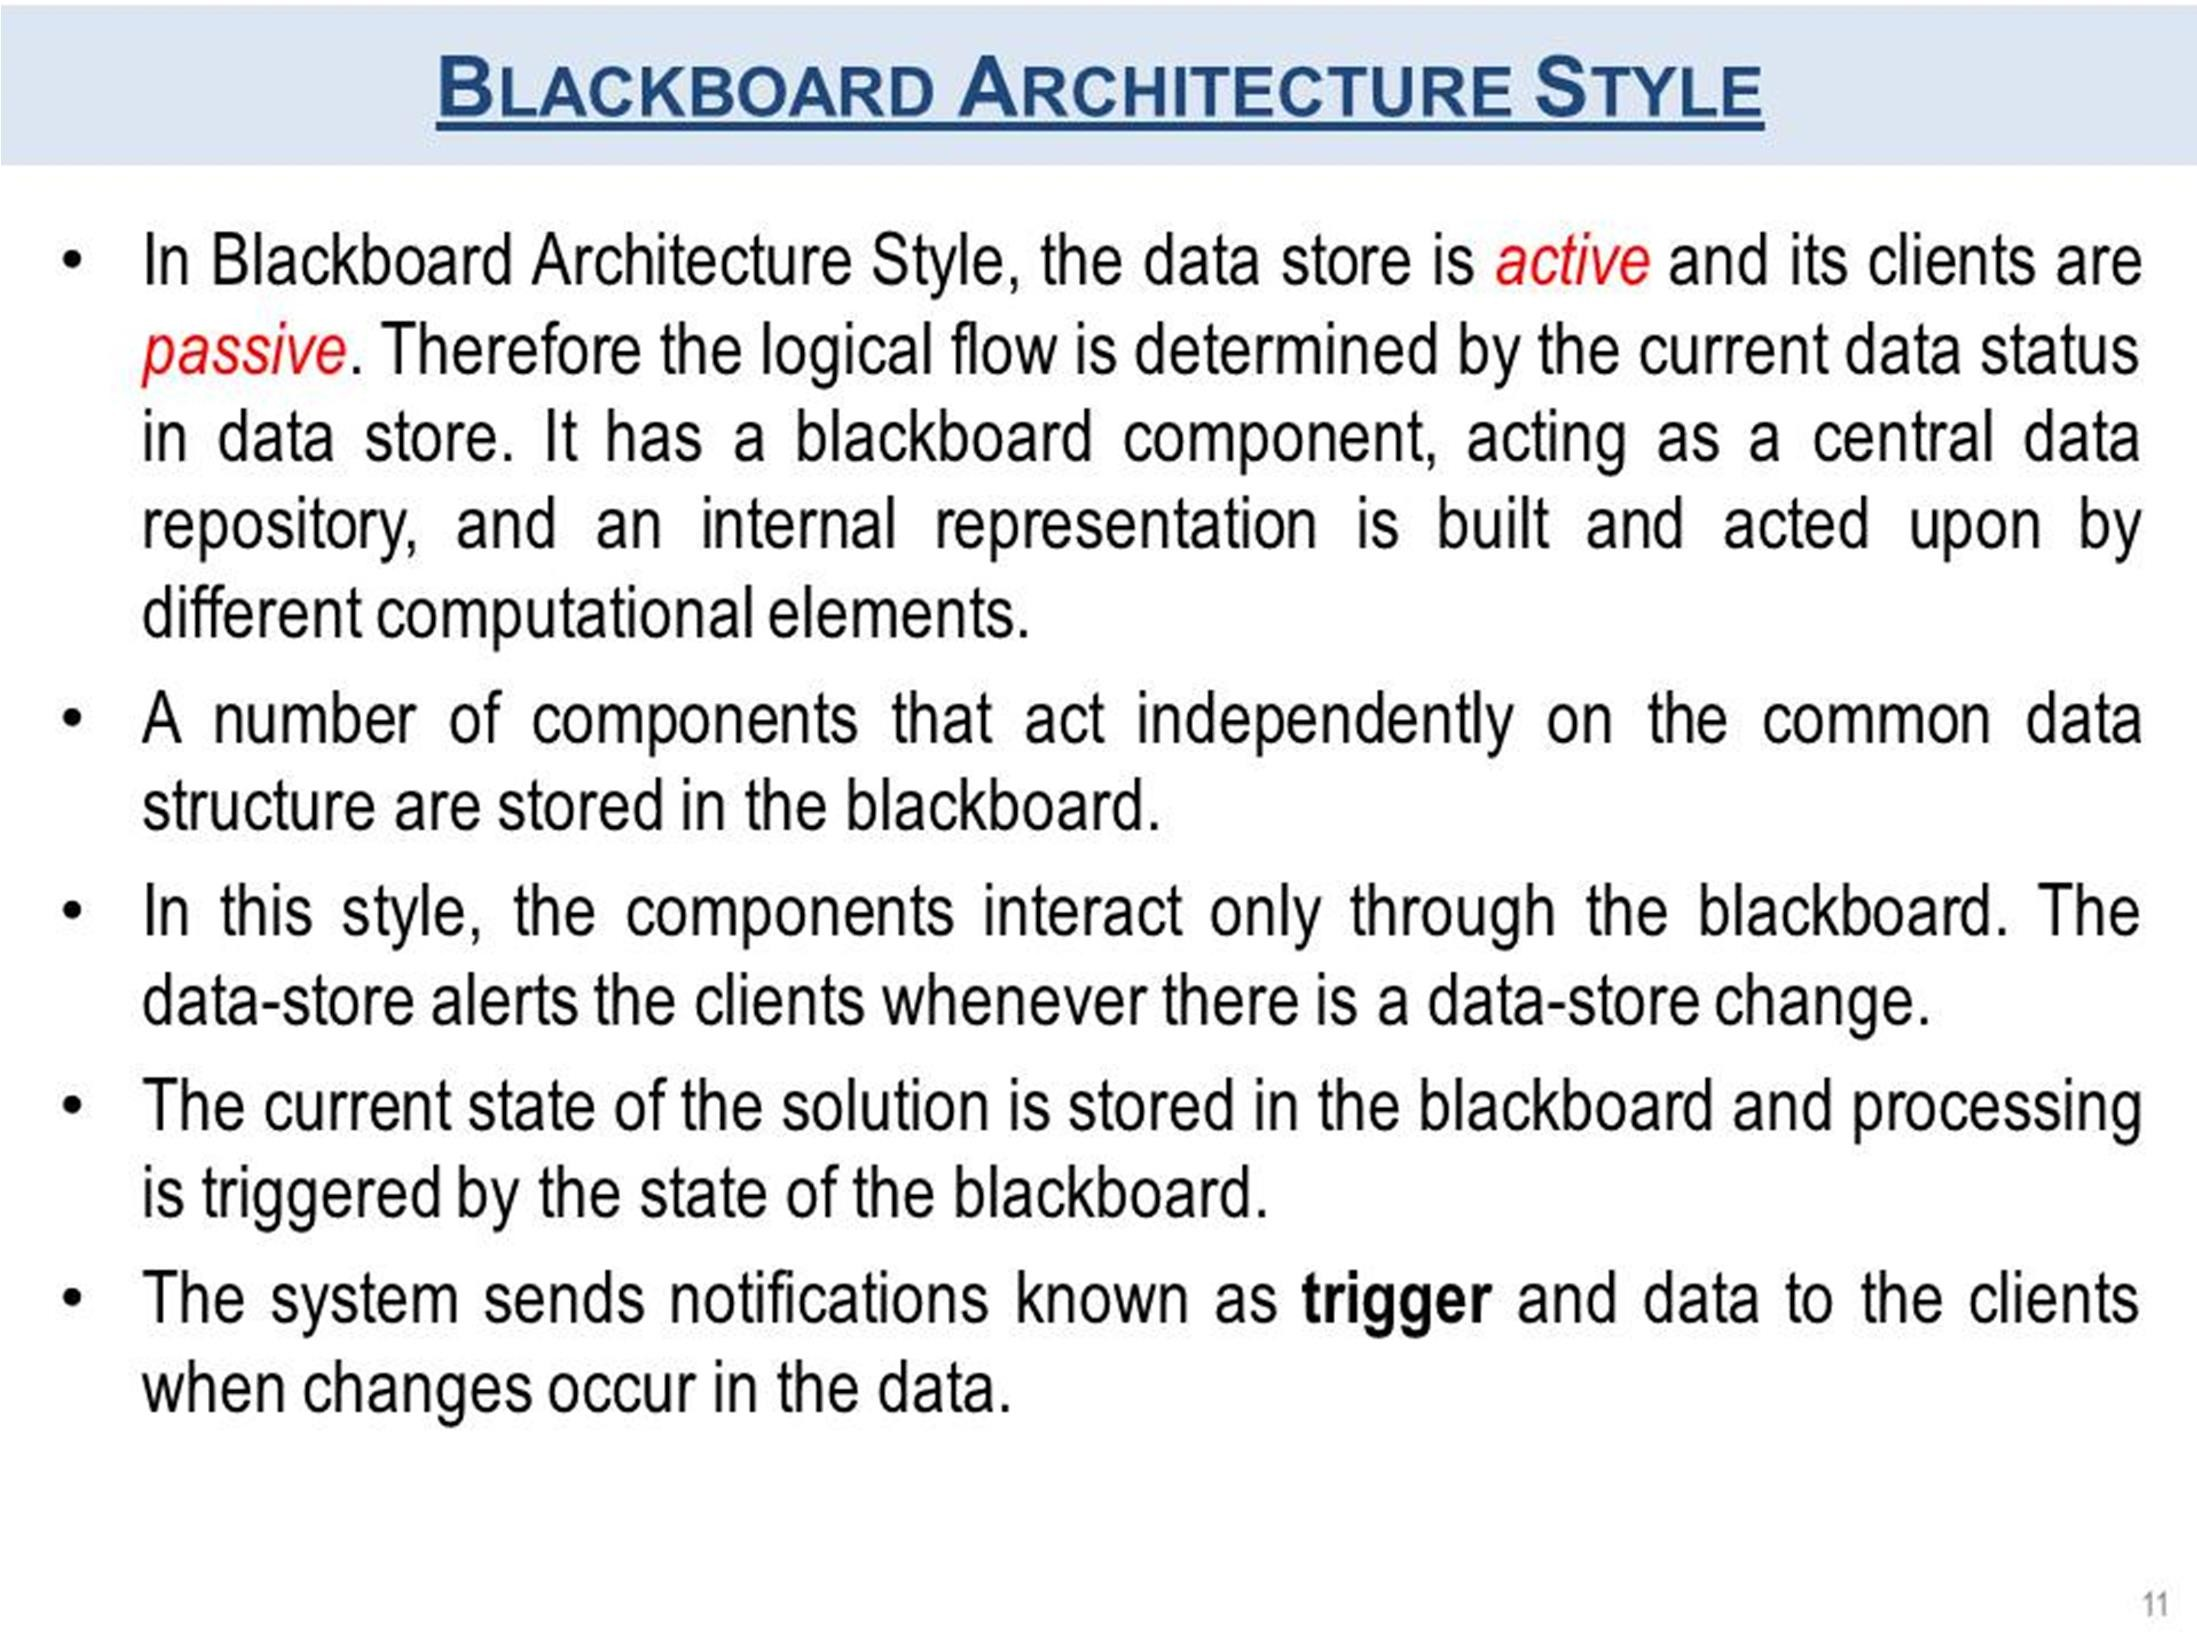 BLACKBOARD ARCHITECTURE STYLE
• In Blackboard Architecture Style, the data store is active and its clients are
passive. Therefore the logical flow is determined by the current data status
in data store. It has a blackboard component, acting as a central data
repository, and an internal representation is built and acted upon by
different computational elements.
• A number of components that act independently on the common data
structure are stored in the blackboard.
• In this style, the components interact only through the blackboard. The
data-store alerts the clients whenever there is a data-store change.
• The current state of the solution is stored in the blackboard and processing
is triggered by the state of the blackboard.
• The system sends notifications known as trigger and data to the clients
when changes occur in the data.
11